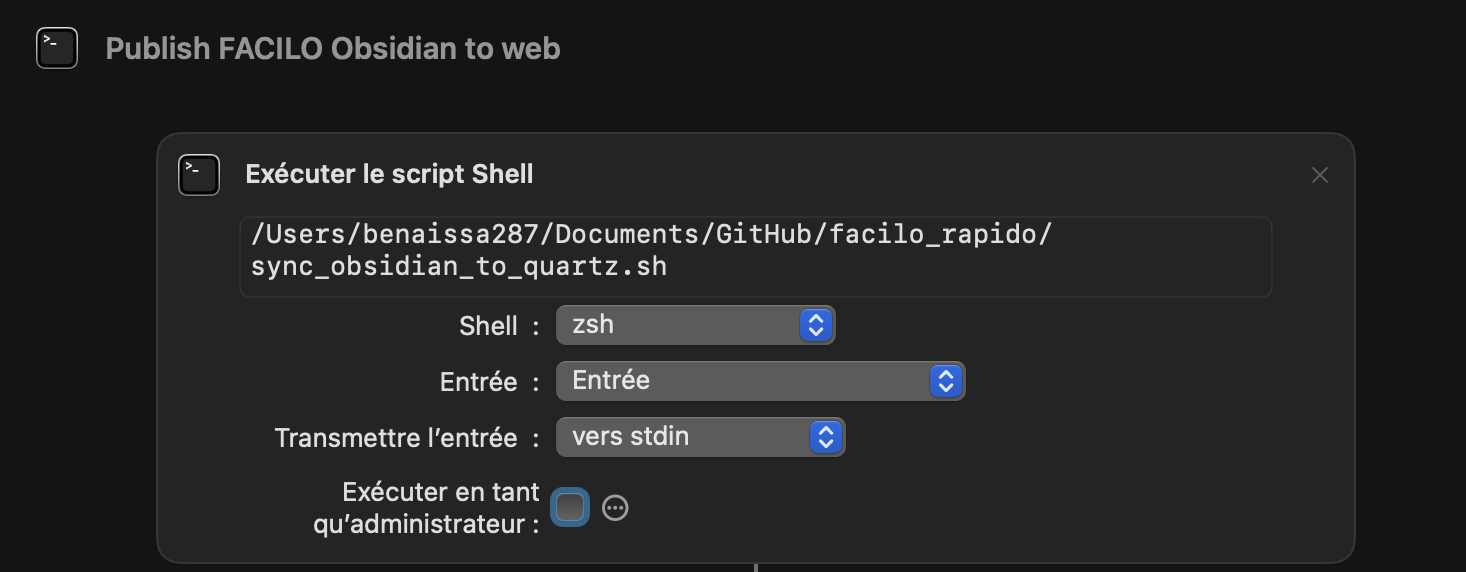 Publish FACILO Obsidian to web
>_
Exécuter le script Shell
/Users/benaissa287/Documents/GitHub/facilo_rapido/
sync_obsidian_to_quartz.sh
Shell : zsh
Entrée : Entrée
Transmettre l’entrée : vers stdin
Exécuter en tant
qu’administrateur :